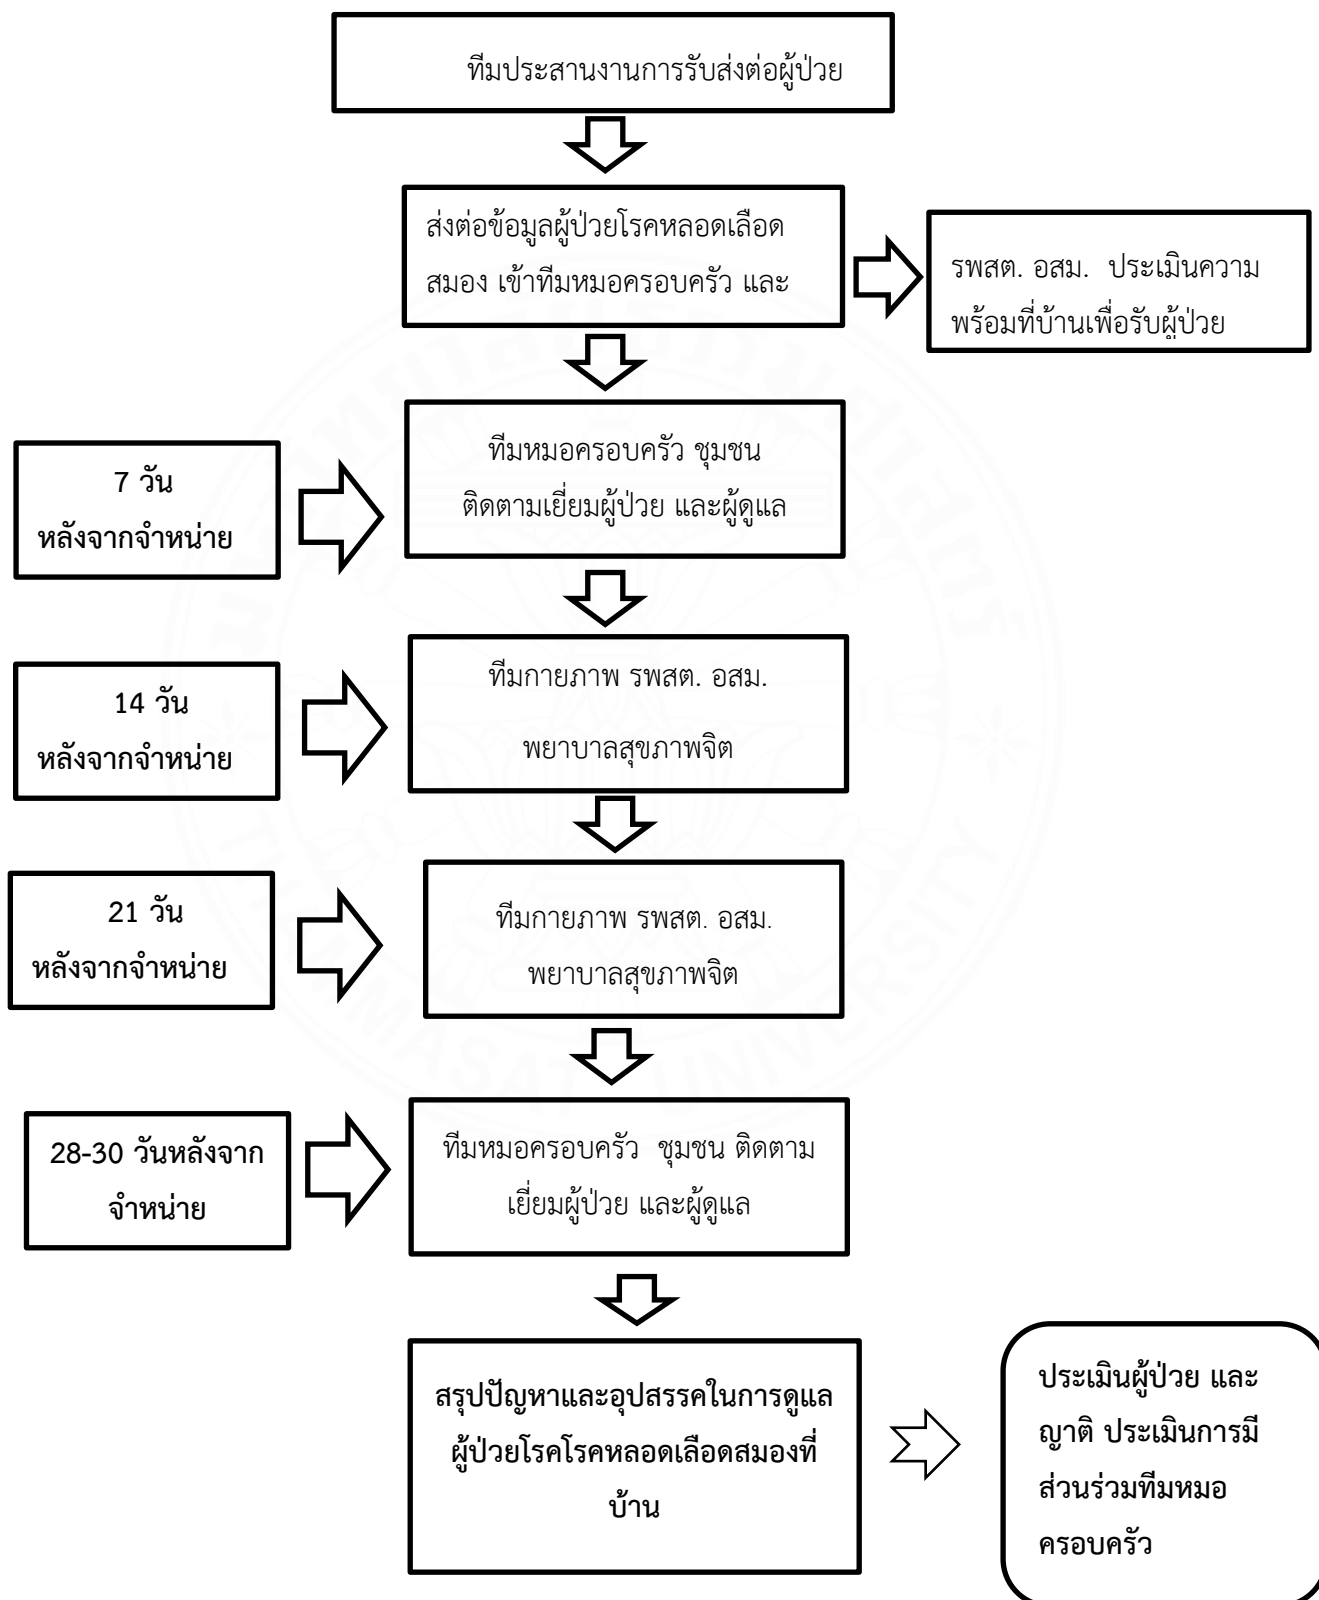 ทีมประสานงานการรับส่งต่อผู้ป่วย
ส่งต่อข้อมูลผู้ป่วยโรคหลอดเลือด
สมอง เข้าทีมหมอครอบครัว และ
รพสต. อสม. ประเมินความ
พร้อมที่บ้านเพื่อรับผู้ป่วย
7 วัน
หลังจากจำหน่าย
ทีมหมอครอบครัว ชุมชน
ติดตามเยี่ยมผู้ป่วย และผู้ดูแล
14 วัน
หลังจากจำหน่าย
ทีมกายภาพ รพสต. อสม.
พยาบาลสุขภาพจิต
21 วัน
หลังจากจำหน่าย
ทีมกายภาพ รพสต. อสม.
พยาบาลสุขภาพจิต
28-30 วันหลังจาก
จำหน่าย
ทีมหมอครอบครัว ชุมชน ติดตาม
เยี่ยมผู้ป่วย และผู้ดูแล
สรุปปัญหาและอุปสรรคในการดูแล
ผู้ป่วยโรคโรคหลอดเลือดสมองที่
บ้าน
ประเมินผู้ป่วย และ
ญาติ ประเมินการมี
ส่วนร่วมทีมหมอ
ครอบครัว
มหาวิทยาลัยธรรมศาสตร์
THAMMASAT UNIVERSITY